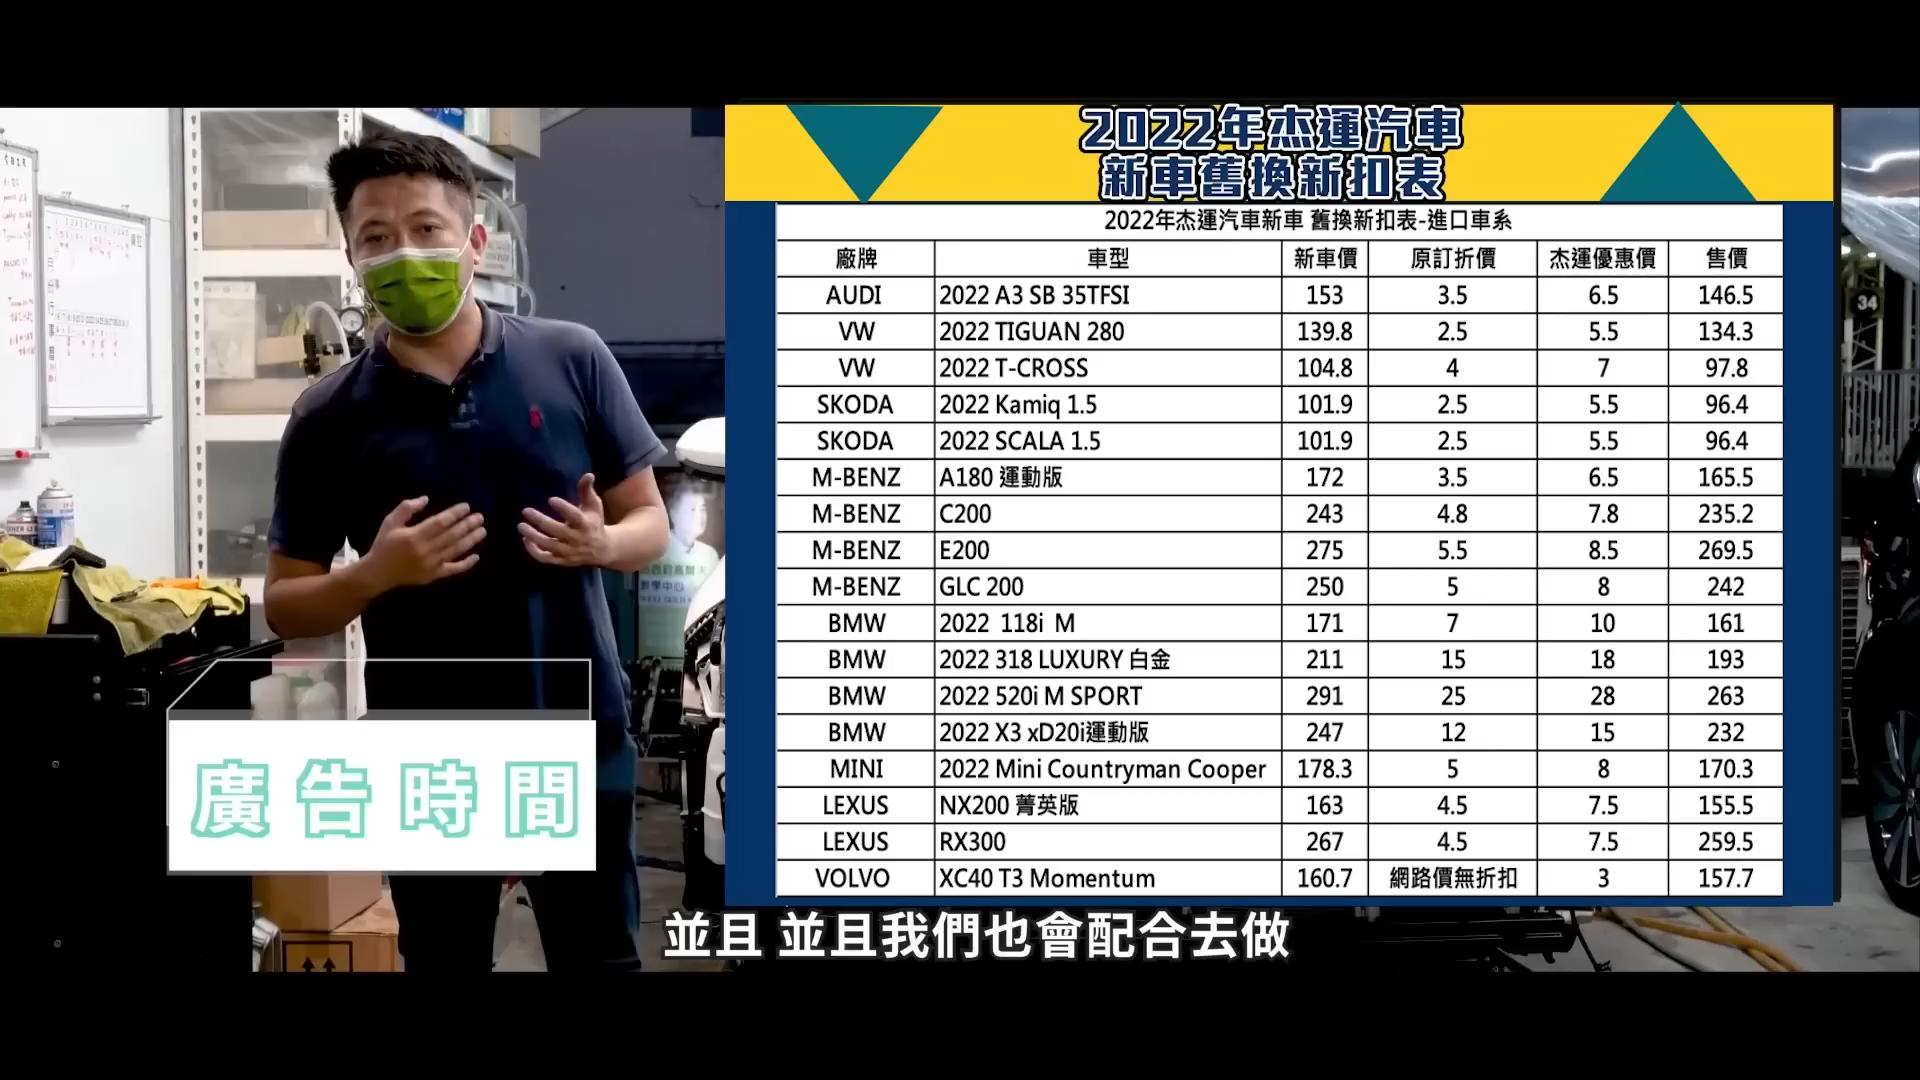 2022年杰運汽車
新車舊換新扣表
2022年杰運汽車新車 舊換新扣表-進口車系
廠牌 車型 新車價 原訂折價 杰運優惠價 售價
AUDI 2022 A3 SB 35TFSI 153 3.5 6.5 146.5
VW 2022 TIGUAN 280 139.8 2.5 5.5 134.3
VW 2022 T-CROSS 104.8 4 7 97.8
SKODA 2022 Kamiq 1.5 101.9 2.5 5.5 96.4
SKODA 2022 SCALA 1.5 101.9 2.5 5.5 96.4
M-BENZ A180 運動版 172 3.5 6.5 165.5
M-BENZ C200 243 4.8 7.8 235.2
M-BENZ E200 275 5.5 8.5 269.5
M-BENZ GLC 200 250 5 8 242
BMW 2022 118i M 171 7 10 161
BMW 2022 318 LUXURY 白金 211 15 18 193
BMW 2022 520i M SPORT 291 25 28 263
BMW 2022 X3 xD20i運動版 247 12 15 232
MINI 2022 Mini Countryman Cooper 178.3 5 8 170.3
LEXUS NX200 菁英版 163 4.5 7.5 155.5
LEXUS RX300 267 4.5 7.5 259.5
VOLVO XC40 T3 Momentum 160.7 網路價無折扣 3 157.7
34
廣告時間
並且 並且我們也會配合去做